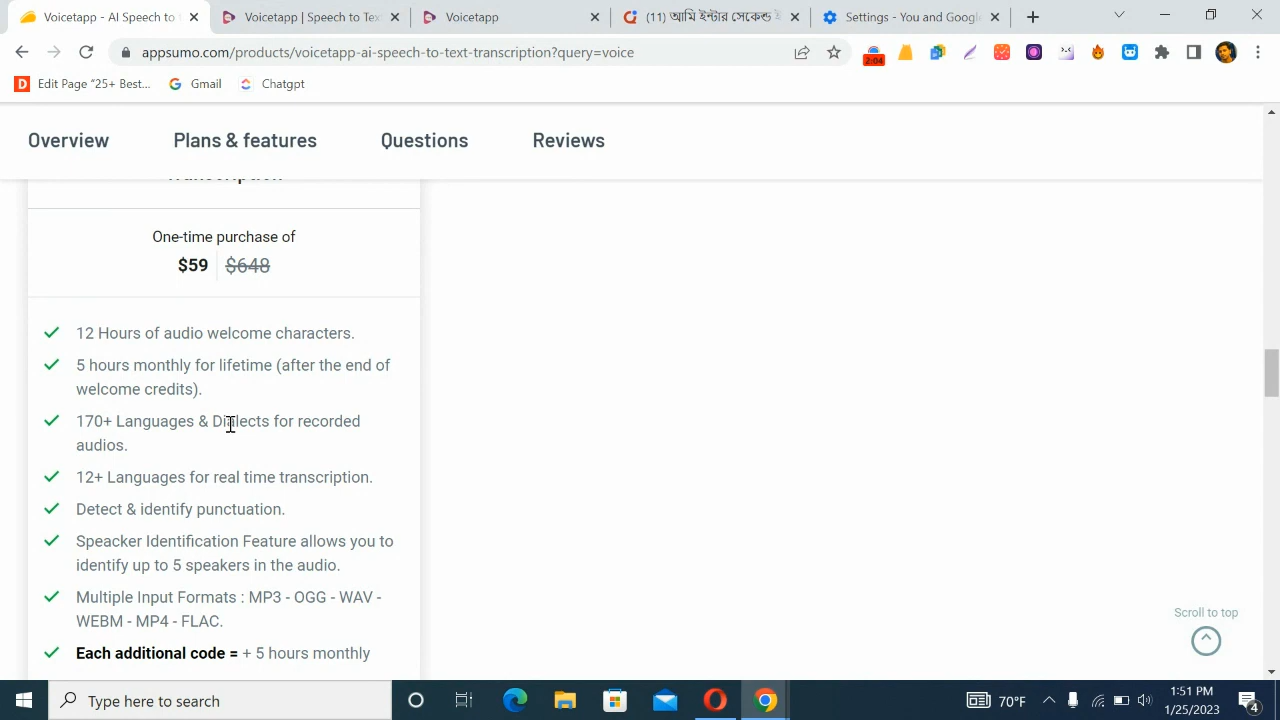 Voicetapp - AI Speech to
Voicetapp | Speech to Tex
Voicetapp
(11) আমি ইন্টার সেকেন্ড ই
Settings - You and Google
appsumo.com/products/voicetapp-ai-speech-to-text-transcription?query=voice
2:04
Edit Page "25+ Best...
Gmail
Chatgpt
Overview
Plans & features
Questions
Reviews
Transcription
One-time purchase of
$59 $648
12 Hours of audio welcome characters.
5 hours monthly for lifetime (after the end of
welcome credits).
170+ Languages & Dialects for recorded
audios.
12+ Languages for real time transcription.
Detect & identify punctuation.
Speacker Identification Feature allows you to
identify up to 5 speakers in the audio.
Multiple Input Formats : MP3 - OGG - WAV -
WEBM - MP4 - FLAC.
Each additional code = + 5 hours monthly
Scroll to top
Type here to search
70°F
1:51 PM
1/25/2023
4